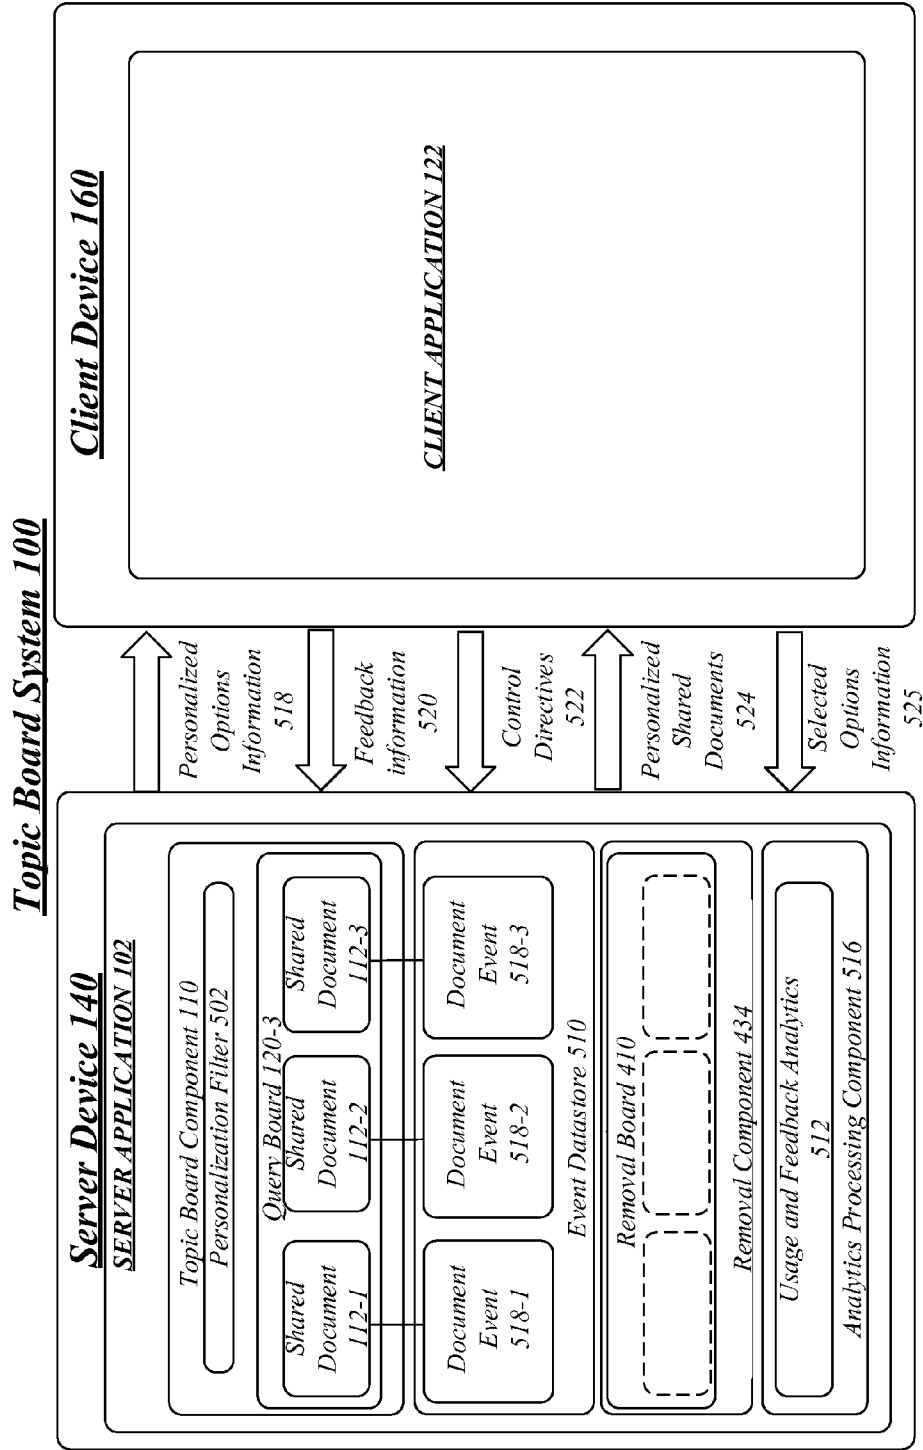 Topic Board System 100
Server Device 140
SERVER APPLICATION 102
Topic Board Component 110
Personalization Filter 502
Query Board 120-3
Shared
Document
112-1
Shared
Document
112-2
Shared
Document
112-3
Document
Event
518-1
Document
Event
518-2
Document
Event
518-3
Event Datastore 510
Removal Board 410
Removal Component 434
Usage and Feedback Analytics
512
Analytics Processing Component 516
Personalized
Options
Information
518
Feedback
information
520
Control
Directives
522
Personalized
Shared
Documents
524
Selected
Options
Information
525
Client Device 160
CLIENT APPLICATION 122